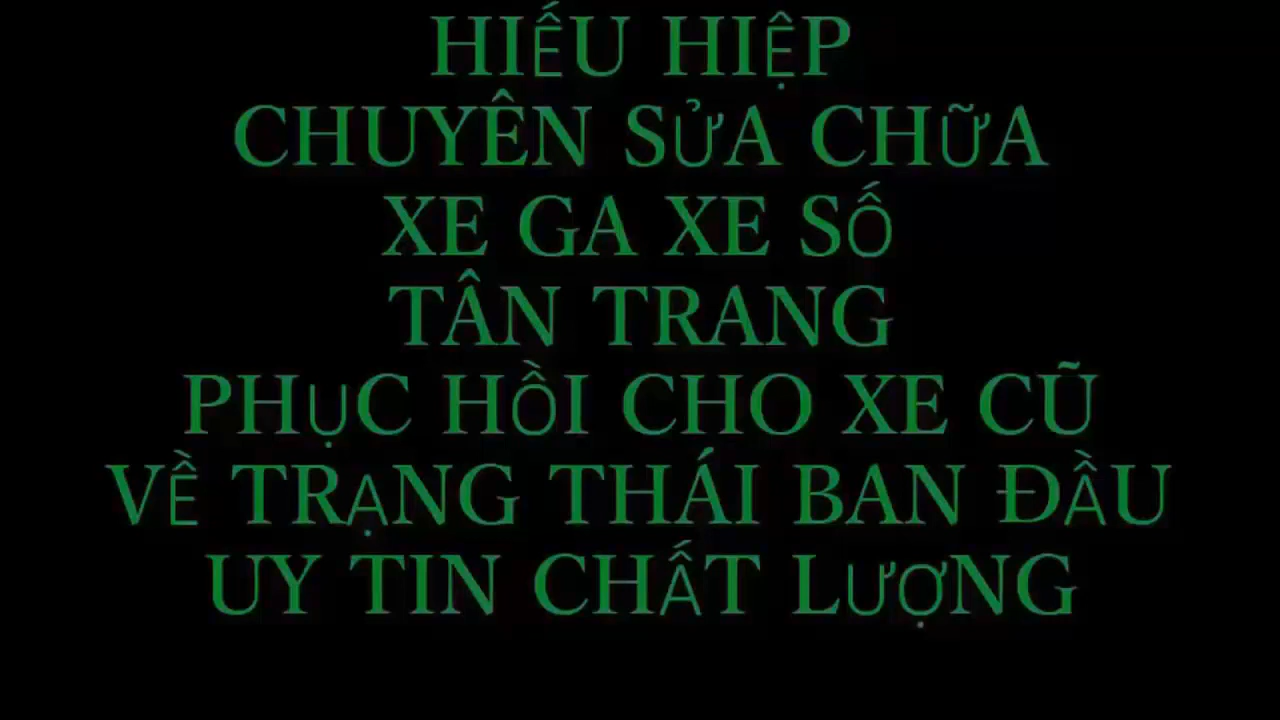 HIẾU HIỆP
CHUYÊN SỬA CHỮA
XE GA XE SỐ
TÂN TRANG
PHỤC HỒI CHO XE CŨ
VỀ TRẠNG THÁI BAN ĐẦU
UY TIN CHẤT LƯỢNG